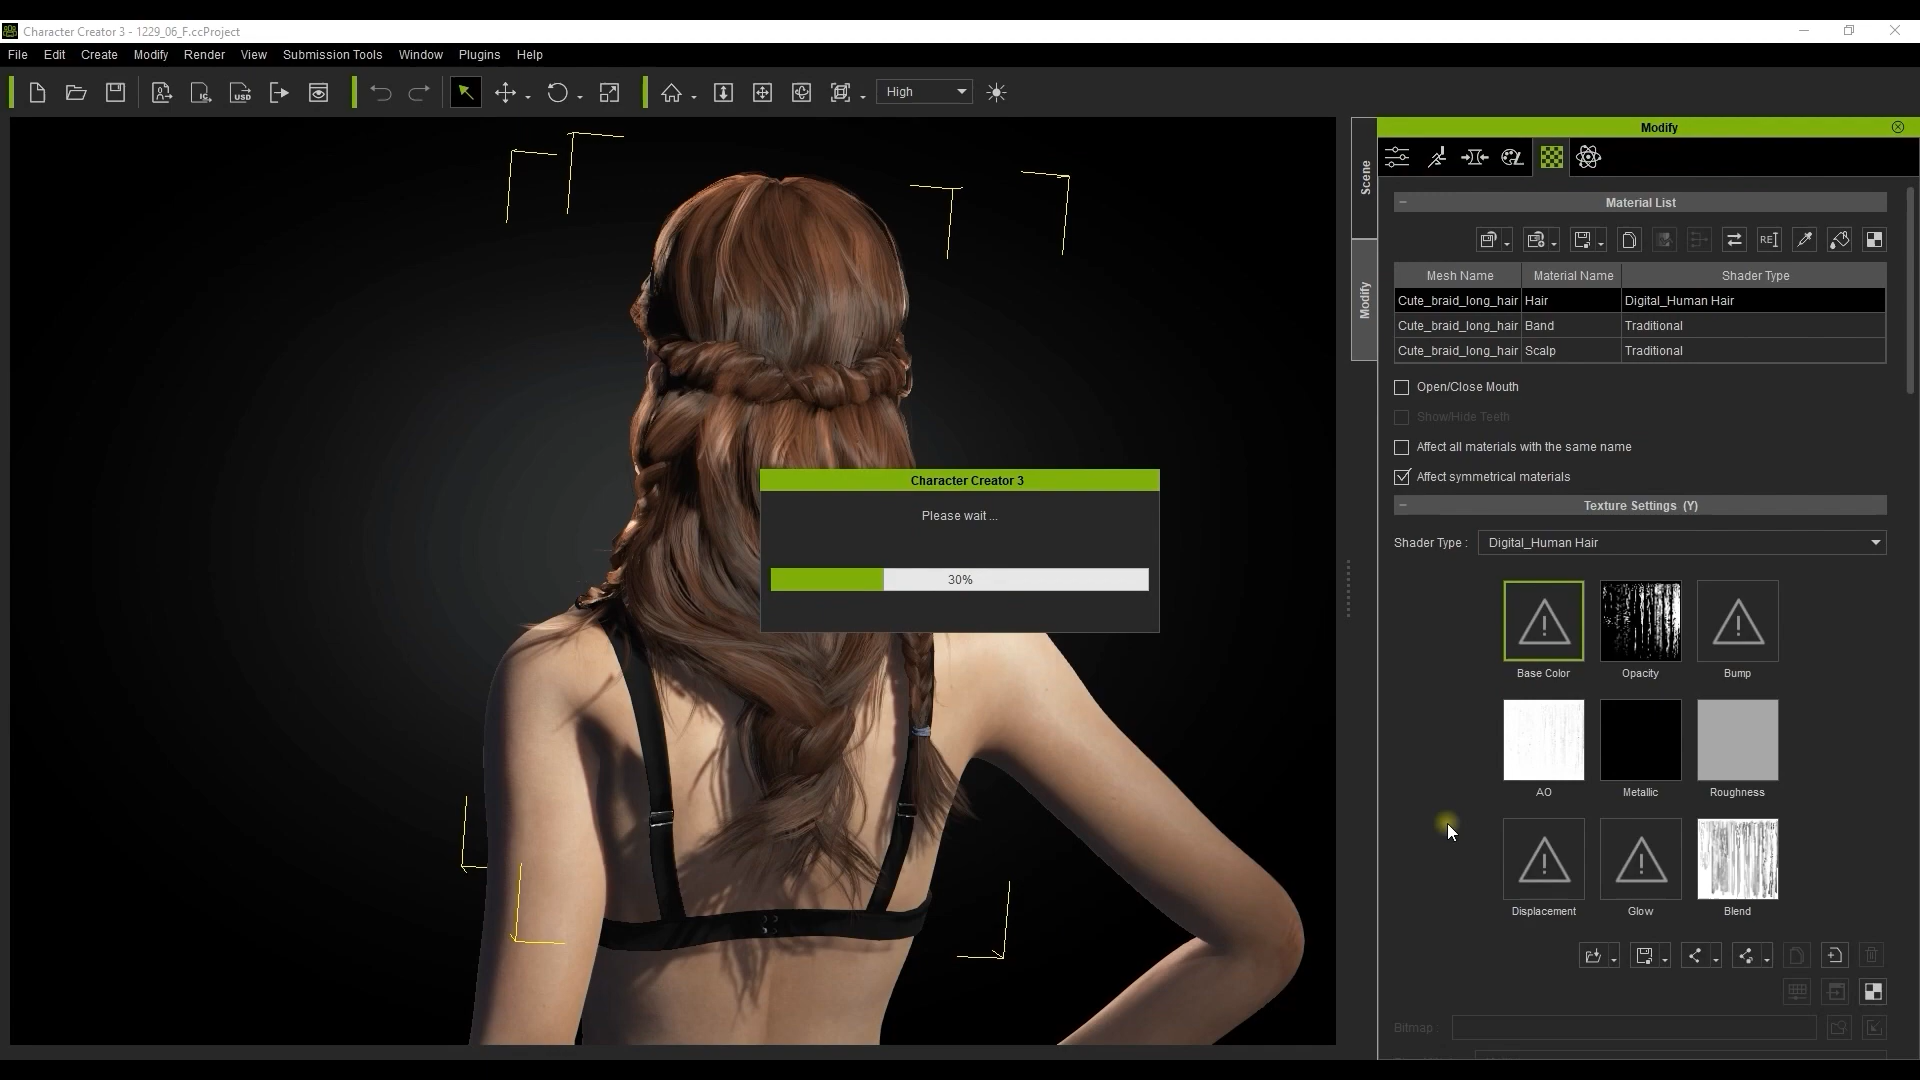 Character Creator 3 - 1229_06_F.ccProject
File Edit Create Modify Render View Submission Tools Window Plugins Help
IC USD High
Scene
Modify
Modify
Material List
REI
Mesh Name Material Name Shader Type
Cute_braid_long_hair Hair Digital_Human Hair
Cute_braid_long_hair Band Traditional
Cute_braid_long_hair Scalp Traditional
Open/Close Mouth
Show/Hide Teeth
Affect all materials with the same name
Affect symmetrical materials
Texture Settings (Y)
Shader Type : Digital_Human Hair
Base Color Opacity Bump
AO Metallic Roughness
Displacement Glow Blend
Bitmap :
Character Creator 3
Please wait ...
30%